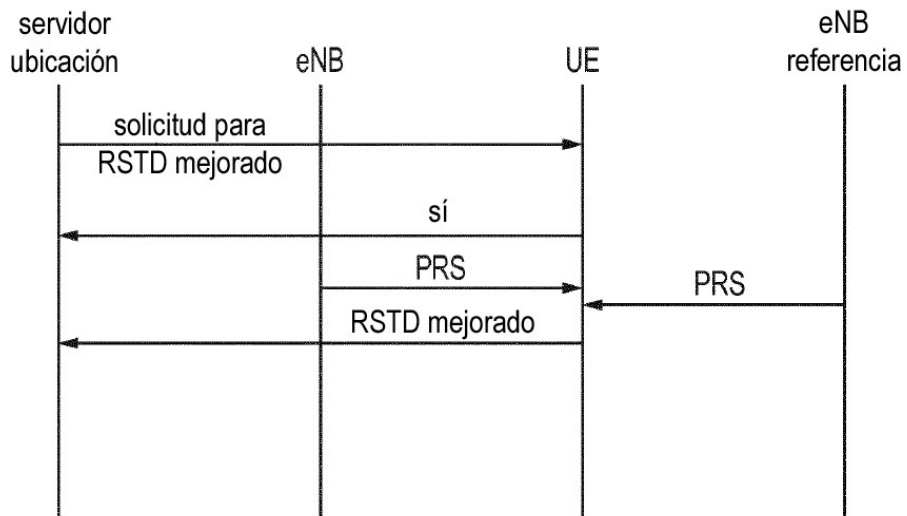 servidor
ubicación
eNB
UE
eNB
referencia
solicitud para
RSTD mejorado
sí
PRS
PRS
RSTD mejorado